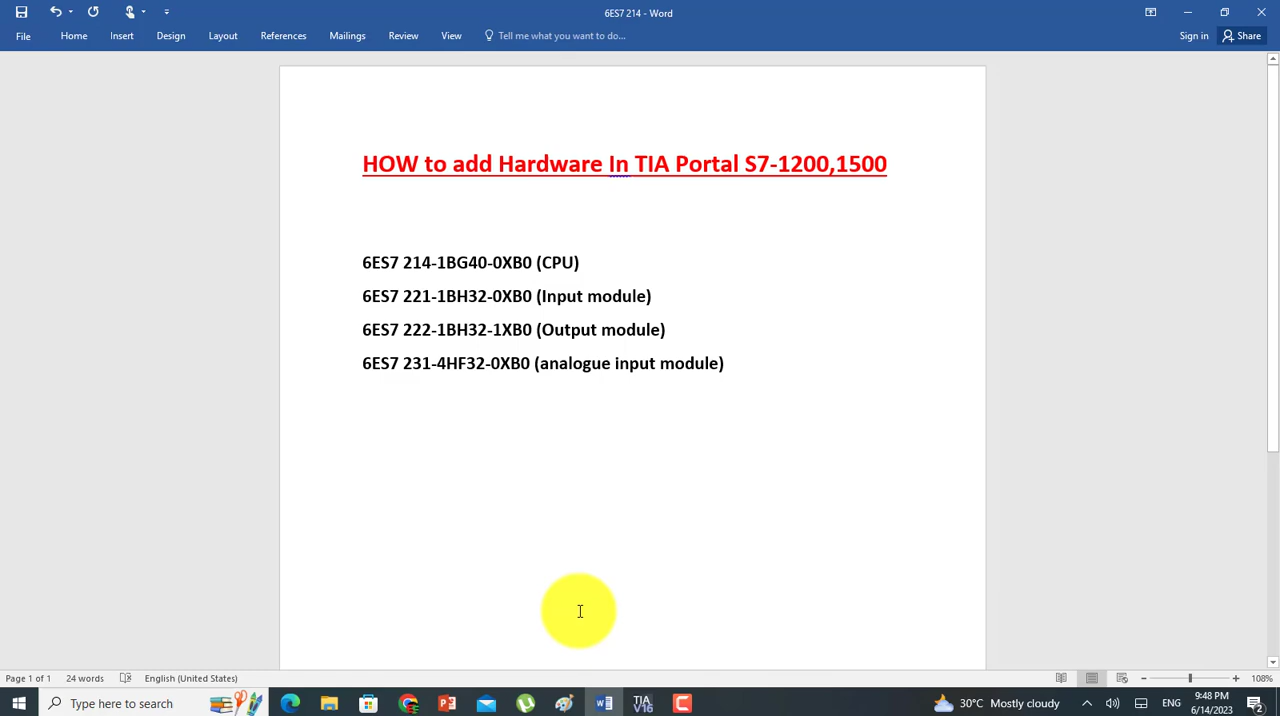 6ES7 214 - Word
File Home Insert Design Layout References Mailings Review View Tell me what you want to do... Sign in Share
HOW to add Hardware In TIA Portal S7-1200,1500
6ES7 214-1BG40-0XB0 (CPU)
6ES7 221-1BH32-0XB0 (Input module)
6ES7 222-1BH32-1XB0 (Output module)
6ES7 231-4HF32-0XB0 (analogue input module)
Page 1 of 1 24 words English (United States) 108%
Type here to search TIA V16 30°C Mostly cloudy ENG 9:48 PM
6/14/2023 2